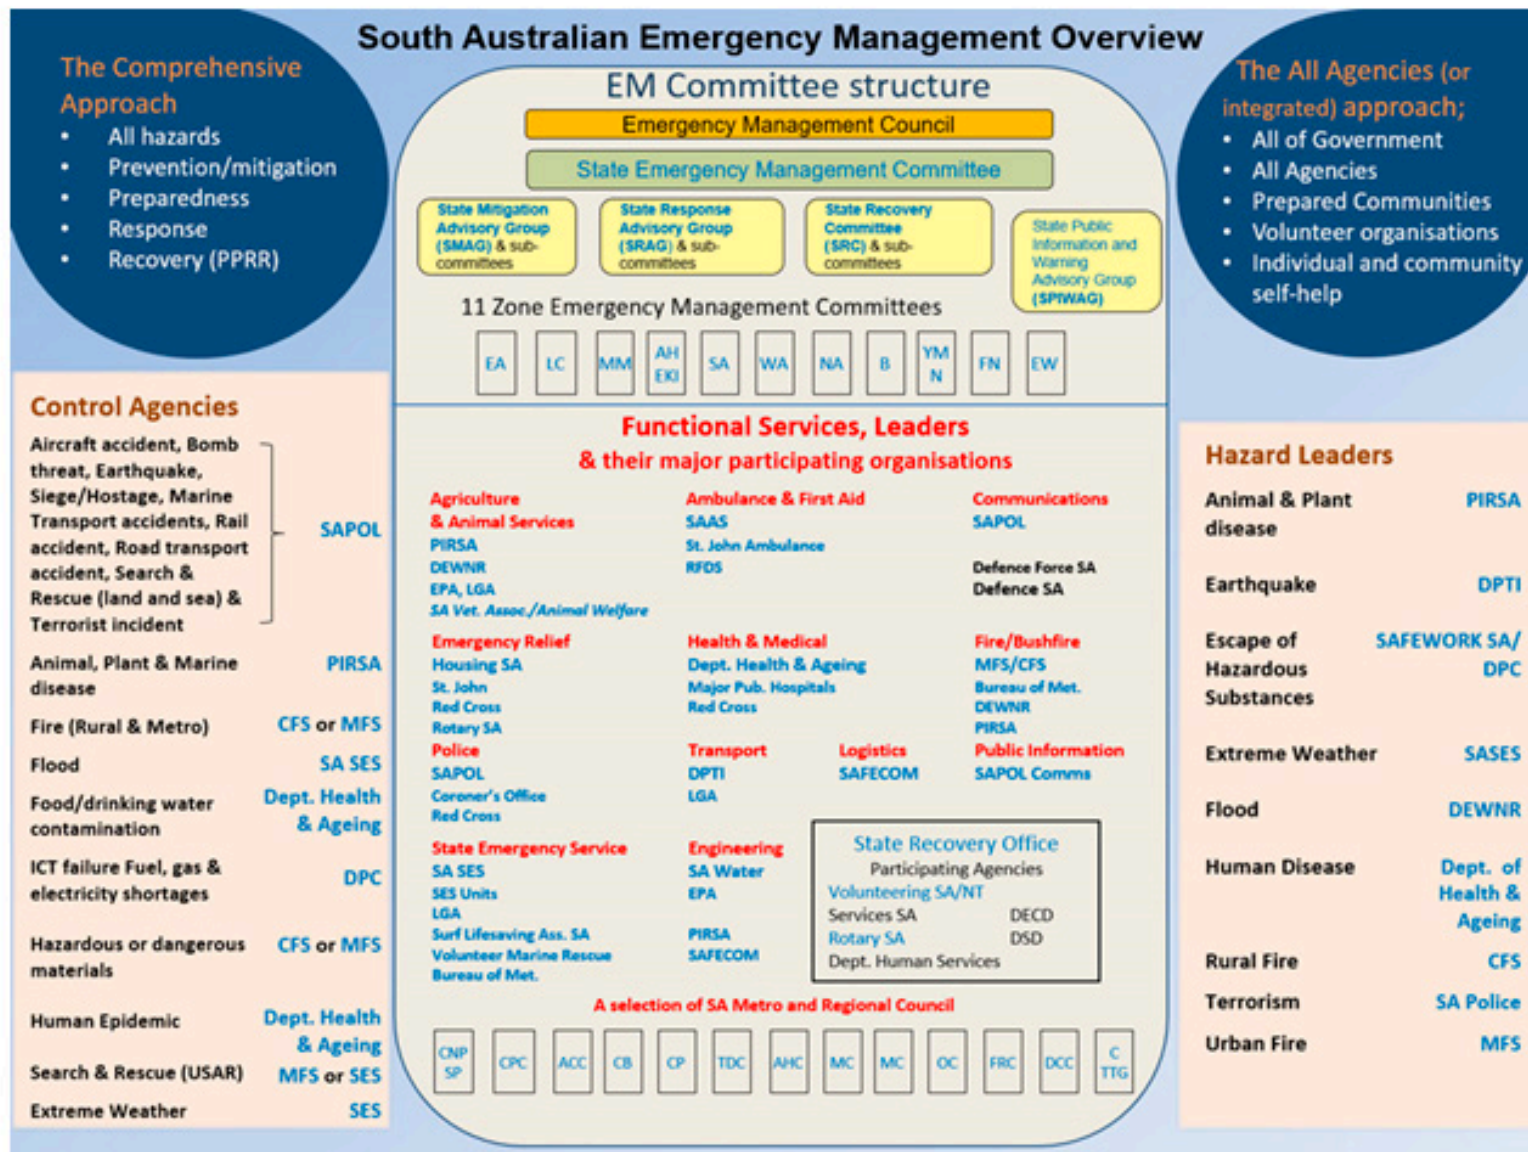 South Australian Emergency Management Overview
The Comprehensive
Approach
• All hazards
• Prevention/mitigation
• Preparedness
• Response
• Recovery (PPRR)
EM Committee structure
Emergency Management Council
State Emergency Management Committee
State Mitigation
Advisory Group
(SMAG) & sub-
committees
State Response
Advisory Group
(SRAG) & sub-
committees
State Recovery
Committee
(SRC) & sub-
committees
State Public
Information and
Warning
Advisory Group
(SPIWAG)
11 Zone Emergency Management Committees
EA
LC
MM
AH
EKI
SA
WA
NA
B
YM
N
FN
EW
The All Agencies (or
integrated) approach;
• All of Government
• All Agencies
• Prepared Communities
• Volunteer organisations
• Individual and community
self-help
Control Agencies
Aircraft accident, Bomb
threat, Earthquake,
Siege/Hostage, Marine
Transport accidents, Rail
accident, Road transport
accident, Search &
Rescue (land and sea) &
Terrorist incident
SAPOL
Animal, Plant & Marine
disease
PIRSA
Fire (Rural & Metro)
CFS or MFS
Flood
SA SES
Food/drinking water
contamination
Dept. Health
& Ageing
ICT failure Fuel, gas &
electricity shortages
DPC
Hazardous or dangerous
materials
CFS or MFS
Human Epidemic
Dept. Health
& Ageing
Search & Rescue (USAR)
MFS or SES
Extreme Weather
SES
Functional Services, Leaders
& their major participating organisations
Agriculture
& Animal Services
PIRSA
DEWNR
EPA, LGA
SA Vet. Assoc./Animal Welfare
Ambulance & First Aid
SAAS
St. John Ambulance
RFDS
Communications
SAPOL
Defence Force SA
Defence SA
Emergency Relief
Housing SA
St. John
Red Cross
Rotary SA
Health & Medical
Dept. Health & Ageing
Major Pub. Hospitals
Red Cross
Fire/Bushfire
MFS/CFS
Bureau of Met.
DEWNR
PIRSA
Police
SAPOL
Coroner's Office
Red Cross
Transport
DPTI
LGA
Logistics
SAFECOM
Public Information
SAPOL Comms
State Emergency Service
SA SES
SES Units
LGA
Surf Lifesaving Ass. SA
Volunteer Marine Rescue
Bureau of Met.
Engineering
SA Water
EPA
PIRSA
SAFECOM
State Recovery Office
Participating Agencies
Volunteering SA/NT
Services SA DECD
Rotary SA DSD
Dept. Human Services
A selection of SA Metro and Regional Council
CNP
SP
CPC
ACC
CB
CP
TDC
AHC
MC
MC
OC
FRC
DCC
C
TTG
Hazard Leaders
Animal & Plant
disease
PIRSA
Earthquake
DPTI
Escape of
Hazardous
Substances
SAFEWORK SA/
DPC
Extreme Weather
SASES
Flood
DEWNR
Human Disease
Dept. of
Health &
Ageing
Rural Fire
CFS
Terrorism
SA Police
Urban Fire
MFS